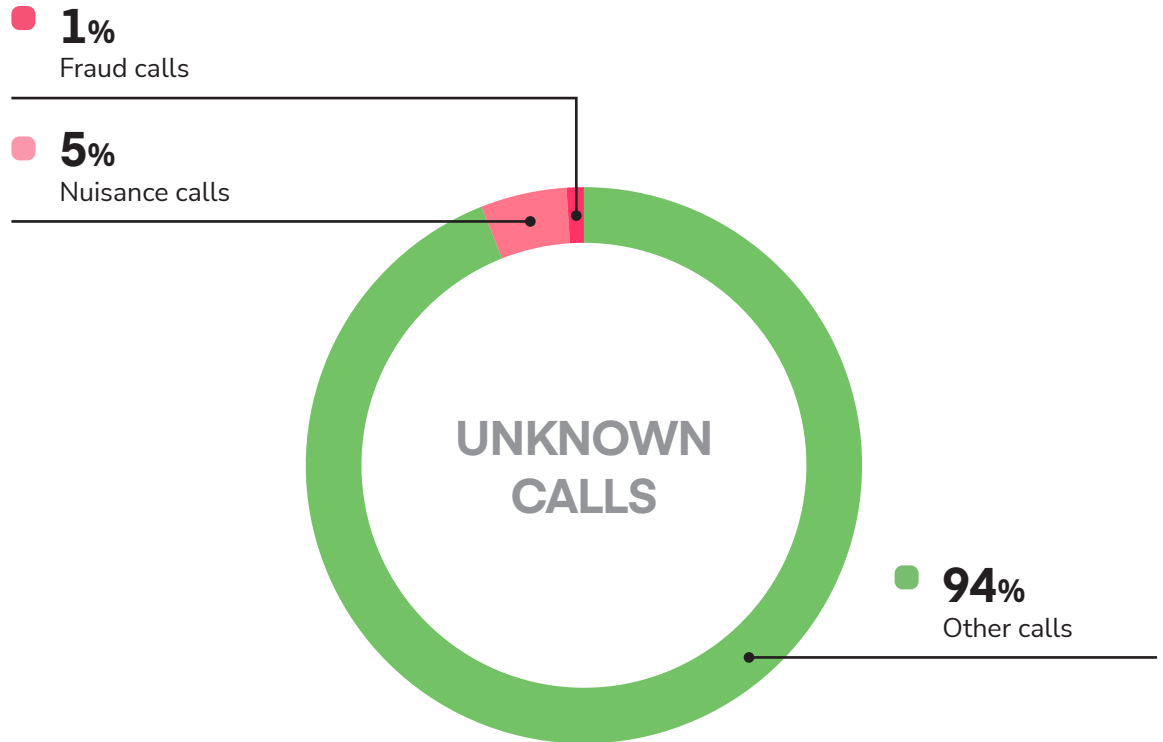 1%
Fraud calls
5%
Nuisance calls
UNKNOWN
CALLS
94%
Other calls